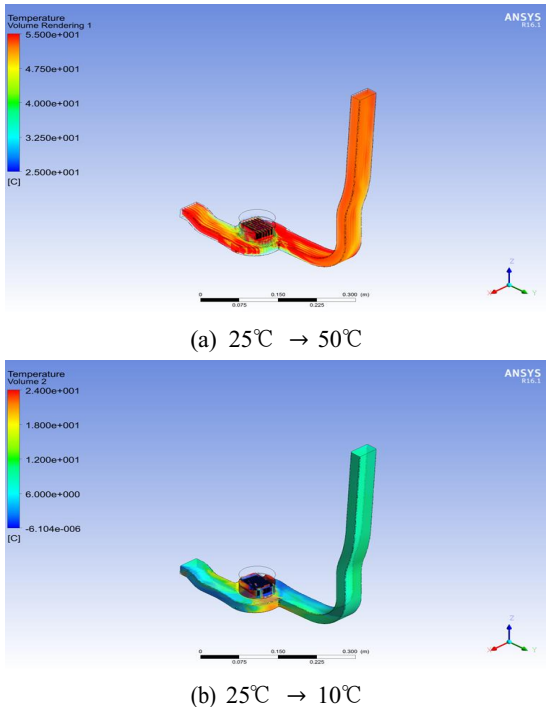 Temperature
Volume Rendering 1
5.500e+001
4.750e+001
4.000e+001
3.250e+001
2.500e+001
[C]
ANSYS
R16.1
Z
X
Y
0
0.150
0.300 (m)
0.075
0.225
(a) 25℃ → 50℃
Temperature
Volume 2
2.400e+001
1.800e+001
1.200e+001
6.000e+000
-6.104e-006
[C]
ANSYS
R16.1
Z
X
Y
0
0.150
0.300 (m)
0.075
0.225
(b) 25℃ → 10℃